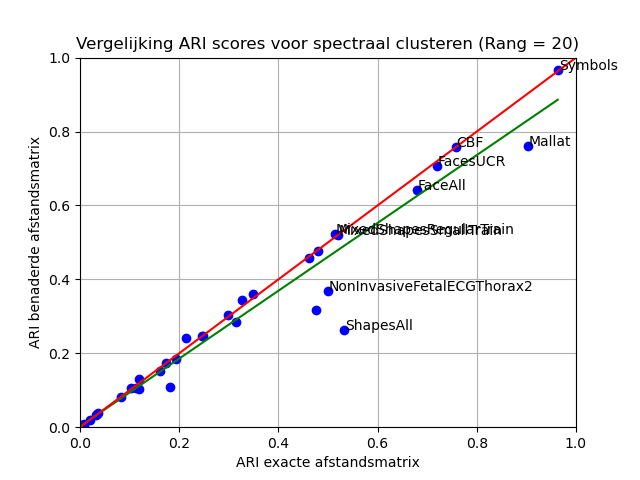 Vergelijking ARI scores voor spectraal clusteren (Rang = 20)
1.0
0.8
0.6
0.4
0.2
0.0
ARI benaderde afstandsmatrix
Symbols
CBF
Mallat
FacesUCR
FaceAll
MixedShapesRegularTrain
MixedShapesSmallTrain
NonInvasiveFetalECGThorax2
ShapesAll
0.0 0.2 0.4 0.6 0.8 1.0
ARI exacte afstandsmatrix